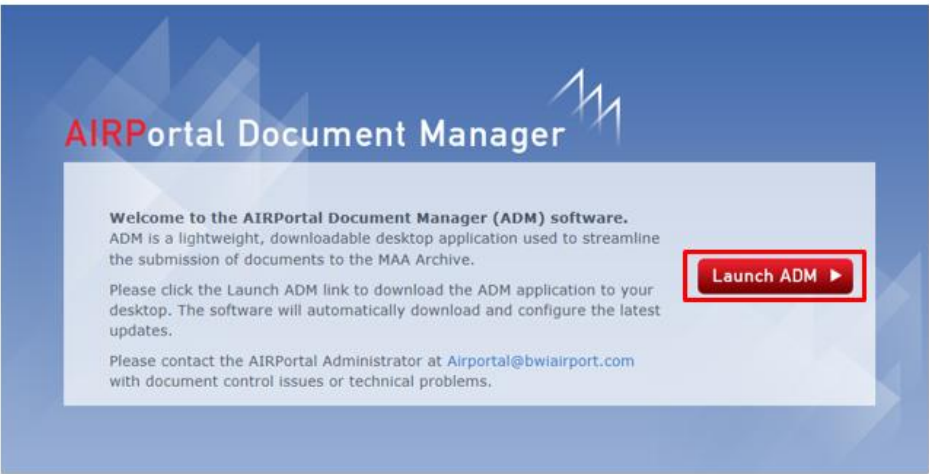 AIRPortal Document Manager
Welcome to the AIRPortal Document Manager (ADM) software.
ADM is a lightweight, downloadable desktop application used to streamline
the submission of documents to the MAA Archive.
Please click the Launch ADM link to download the ADM application to your
desktop. The software will automatically download and configure the latest
updates.
Please contact the AIRPortal Administrator at Airportal@bwiairport.com
with document control issues or technical problems.
Launch ADM